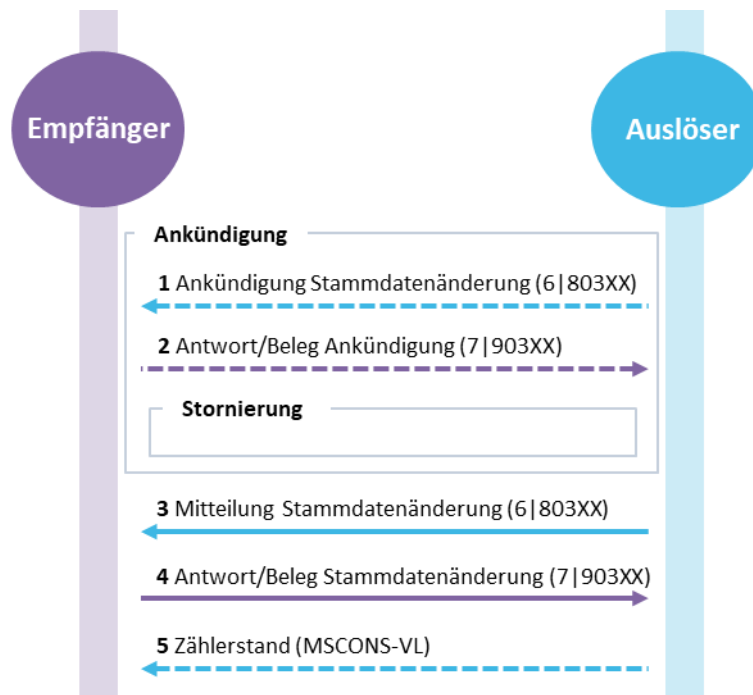 Empfänger
Auslöser
Ankündigung
1 Ankündigung Stammdatenänderung (6|803XX)
2 Antwort/Beleg Ankündigung (7|903XX)
Stornierung
3 Mitteilung Stammdatenänderung (6|803XX)
4 Antwort/Beleg Stammdatenänderung (7|903XX)
5 Zählerstand (MSCONS-VL)